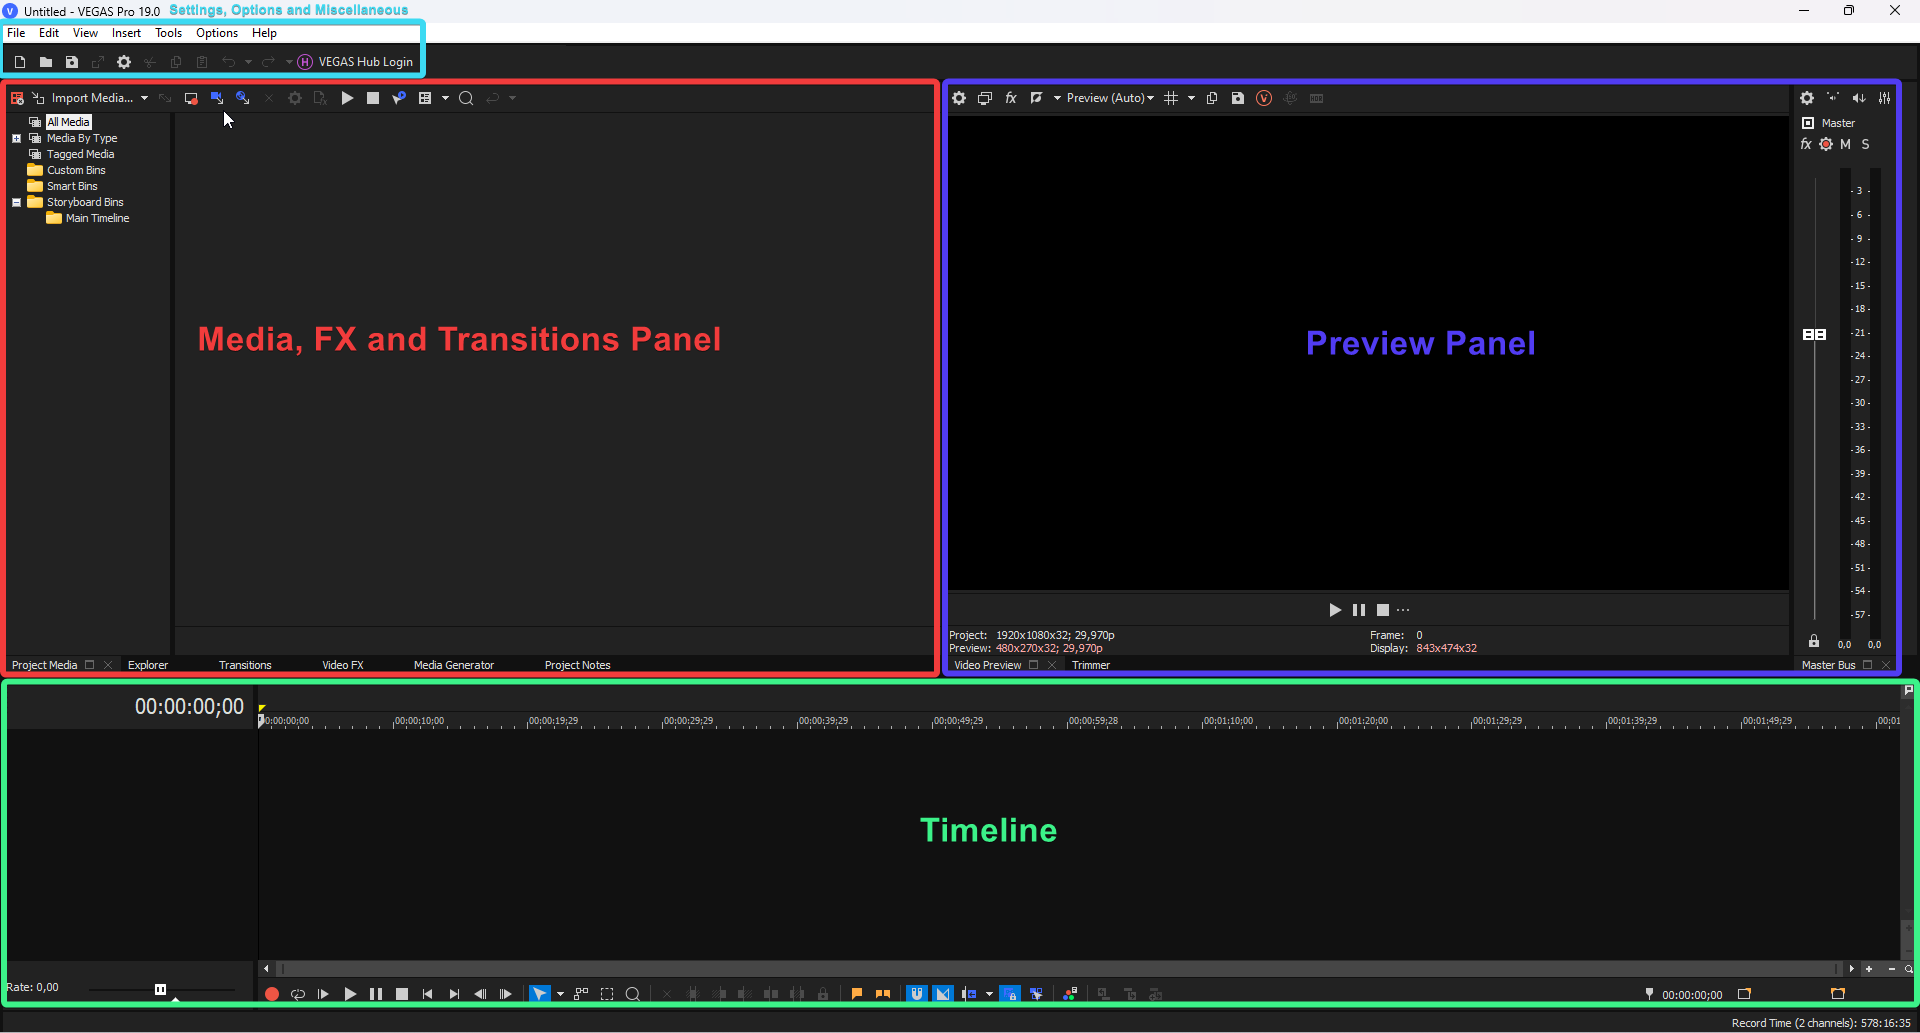 Untitled - VEGAS Pro 19.0 Settings, Options and Miscellaneous
File Edit View Insert Tools Options Help
VEGAS Hub Login
Import Media...
All Media
Media By Type
Tagged Media
Custom Bins
Smart Bins
Storyboard Bins
Main Timeline
Media, FX and Transitions Panel
Project Media Explorer Transitions Video FX Media Generator Project Notes
fx Preview (Auto)
Preview Panel
Project: 1920x1080x32; 29,970p
Preview: 480x270x32; 29,970p
Frame: 0
Display: 843x474x32
Video Preview Trimmer
Master
fx M S
- 3 -
- 6 -
- 9 -
-12-
-15-
-18-
-21-
-24-
-27-
-30-
-33-
-36-
-39-
-42-
-45-
-48-
-51-
-54-
-57-
0,0 0,0
Master Bus
00:00:00;00
00:00:10;00 00:00:19;29 00:00:29;29 00:00:39;29 00:00:49;29 00:00:59;28 00:01:10;00 00:01:20;00 00:01:29;29 00:01:39;29 00:01:49;29 00:01
Timeline
Rate: 0,00
00:00:00;00
Record Time (2 channels): 578:16:35